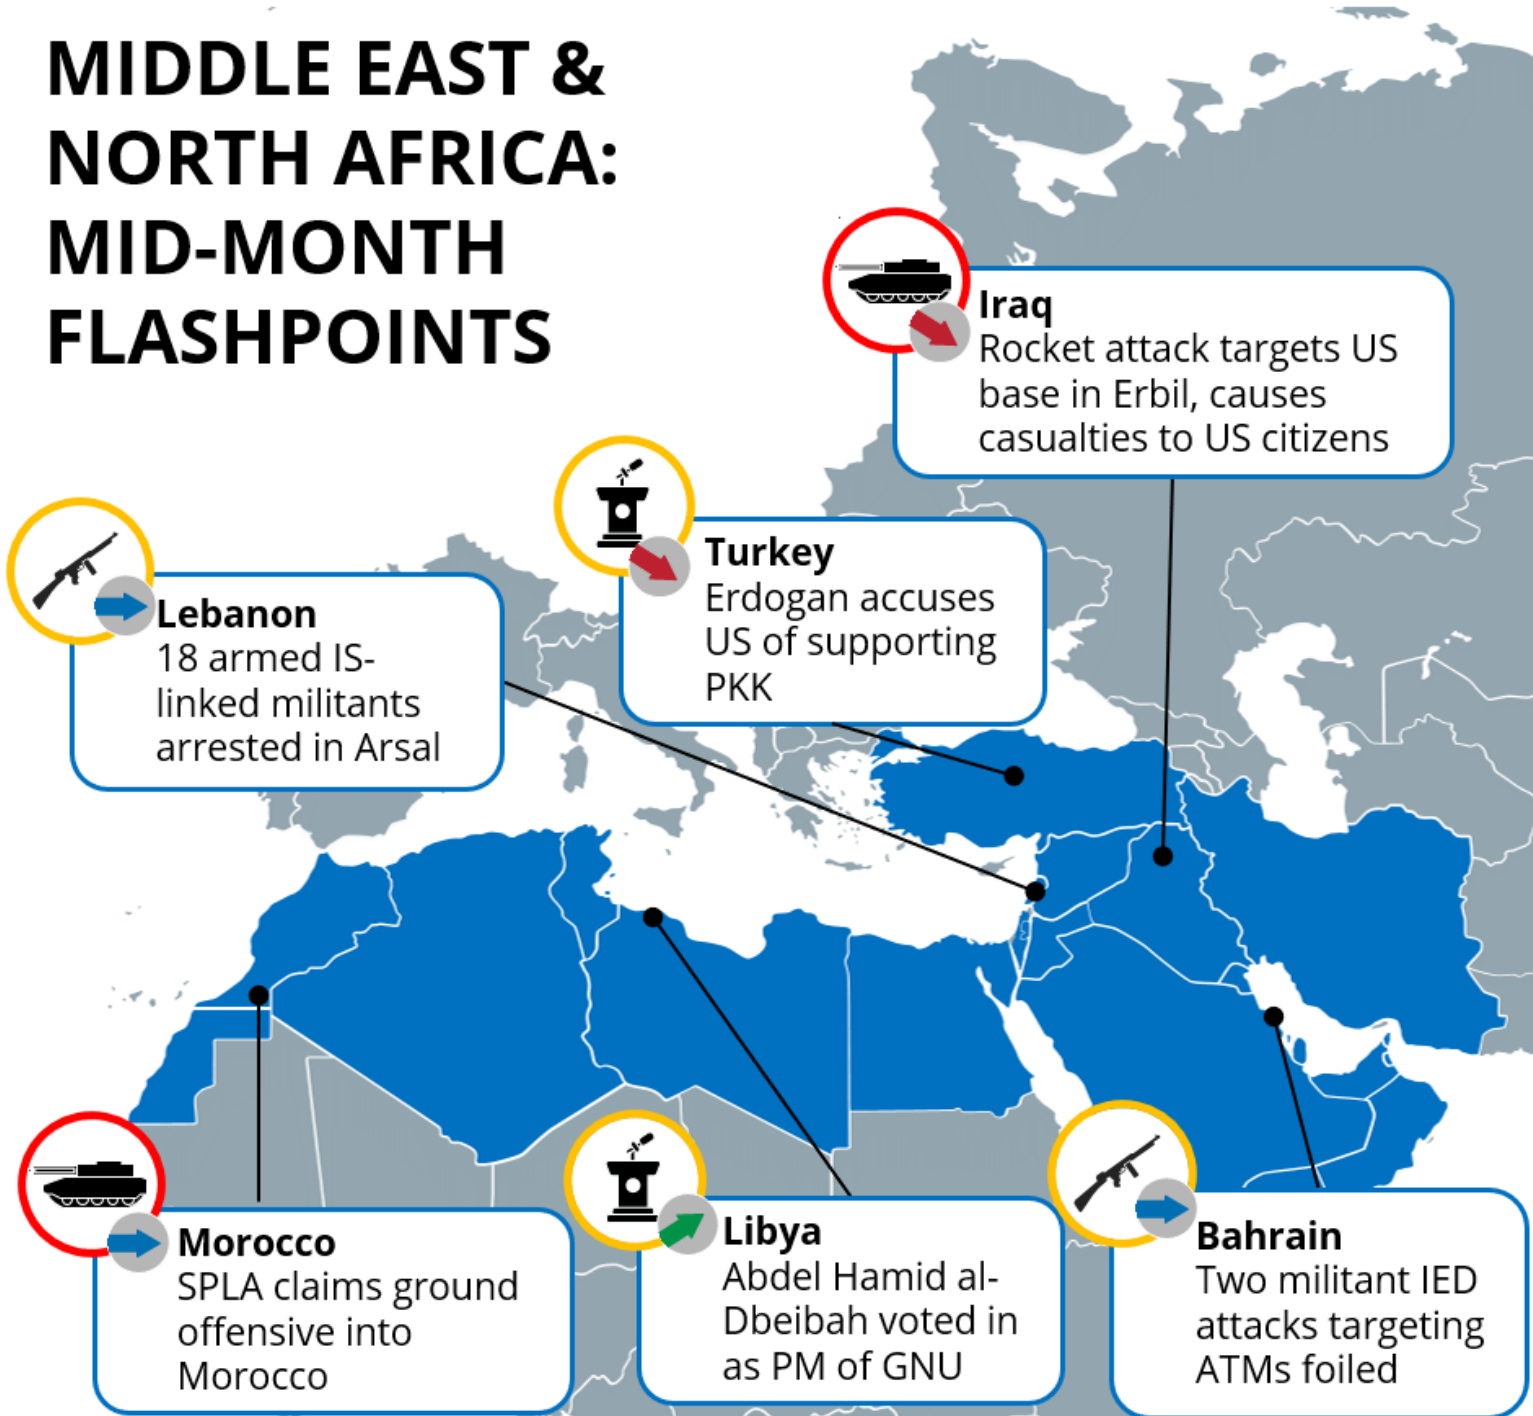 MIDDLE EAST &
NORTH AFRICA:
MID-MONTH
FLASHPOINTS
Iraq
Rocket attack targets US
base in Erbil, causes
casualties to US citizens
Turkey
Erdogan accuses
US of supporting
PKK
Lebanon
18 armed IS-
linked militants
arrested in Arsal
Morocco
SPLA claims ground
offensive into
Morocco
Libya
Abdel Hamid al-
Dbeibah voted in
as PM of GNU
Bahrain
Two militant IED
attacks targeting
ATMs foiled